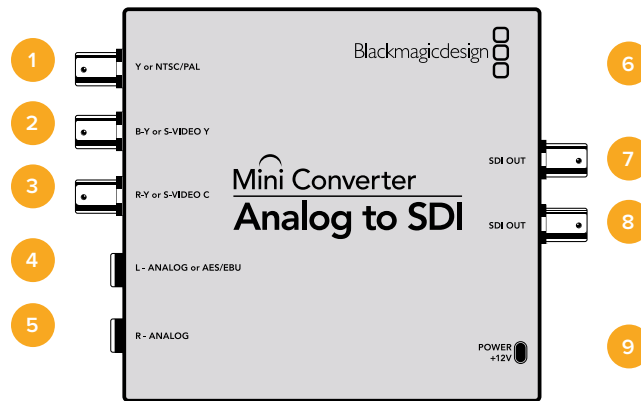 1
Y or NTSC/PAL
Blackmagicdesign
6
2
B-Y or S-VIDEO Y
SDI OUT
7
3
R-Y or S-VIDEO C
Mini Converter
Analog to SDI
SDI OUT
8
4
L - ANALOG or AES/EBU
5
R - ANALOG
POWER
+12V
9